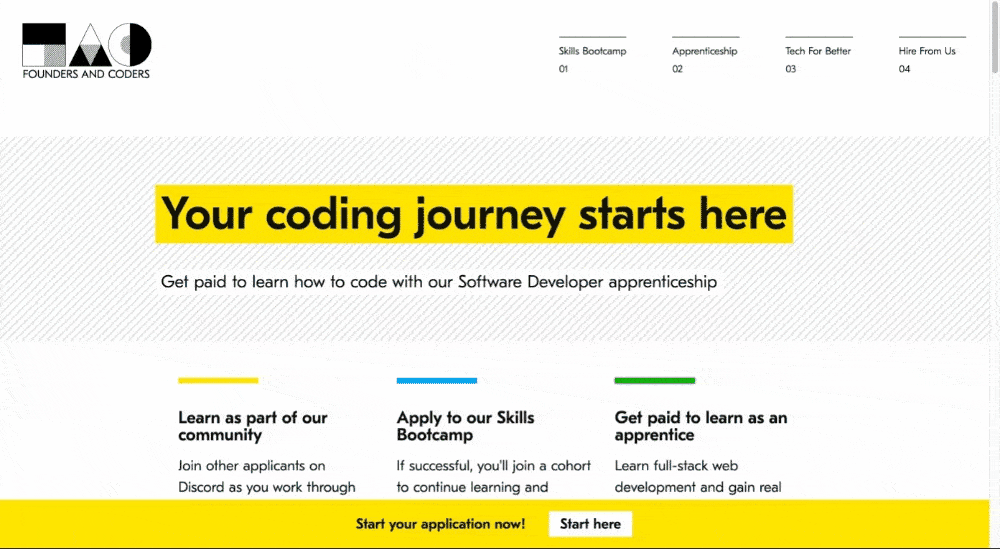 FOUNDERS AND CODERS
Skills Bootcamp
01
Apprenticeship
02
Tech For Better
03
Hire From Us
04
Your coding journey starts here
Get paid to learn how to code with our Software Developer apprenticeship
Learn as part of our
community
Join other applicants on
Discord as you work through
Apply to our Skills
Bootcamp
If successful, you'll join a cohort
to continue learning and
Get paid to learn as an
apprentice
Learn full-stack web
development and gain real
Start your application now!
Start here